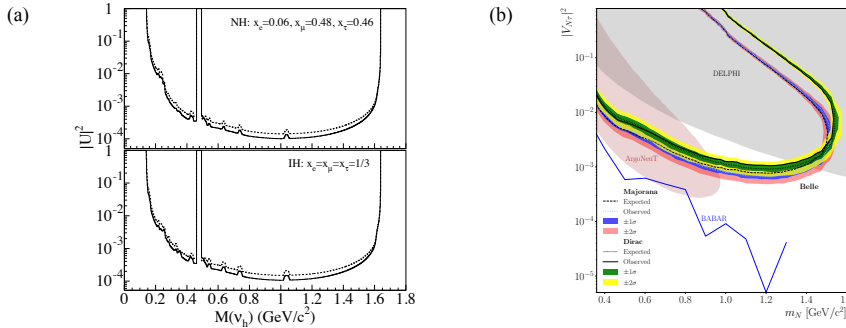 (a)
NH: x_e=0.06, x_μ=0.48, x_τ=0.46
1
10^-1
10^-2
10^-3
10^-4
|U|^2
IH: x_e=x_μ=x_τ=1/3
1
10^-1
10^-2
10^-3
10^-4
0 0.2 0.4 0.6 0.8 1 1.2 1.4 1.6 1.8
M(ν_h) (GeV/c^2)
(b)
|V_Nτ|^2
10^-1
10^-2
10^-3
10^-4
10^-5
DELPHI
ArgoNeuT
Belle
BABAR
Majorana
Expected
Observed
±1σ
±2σ
Dirac
Expected
Observed
±1σ
±2σ
0.4 0.6 0.8 1.0 1.2 1.4 1.6
m_N [GeV/c^2]